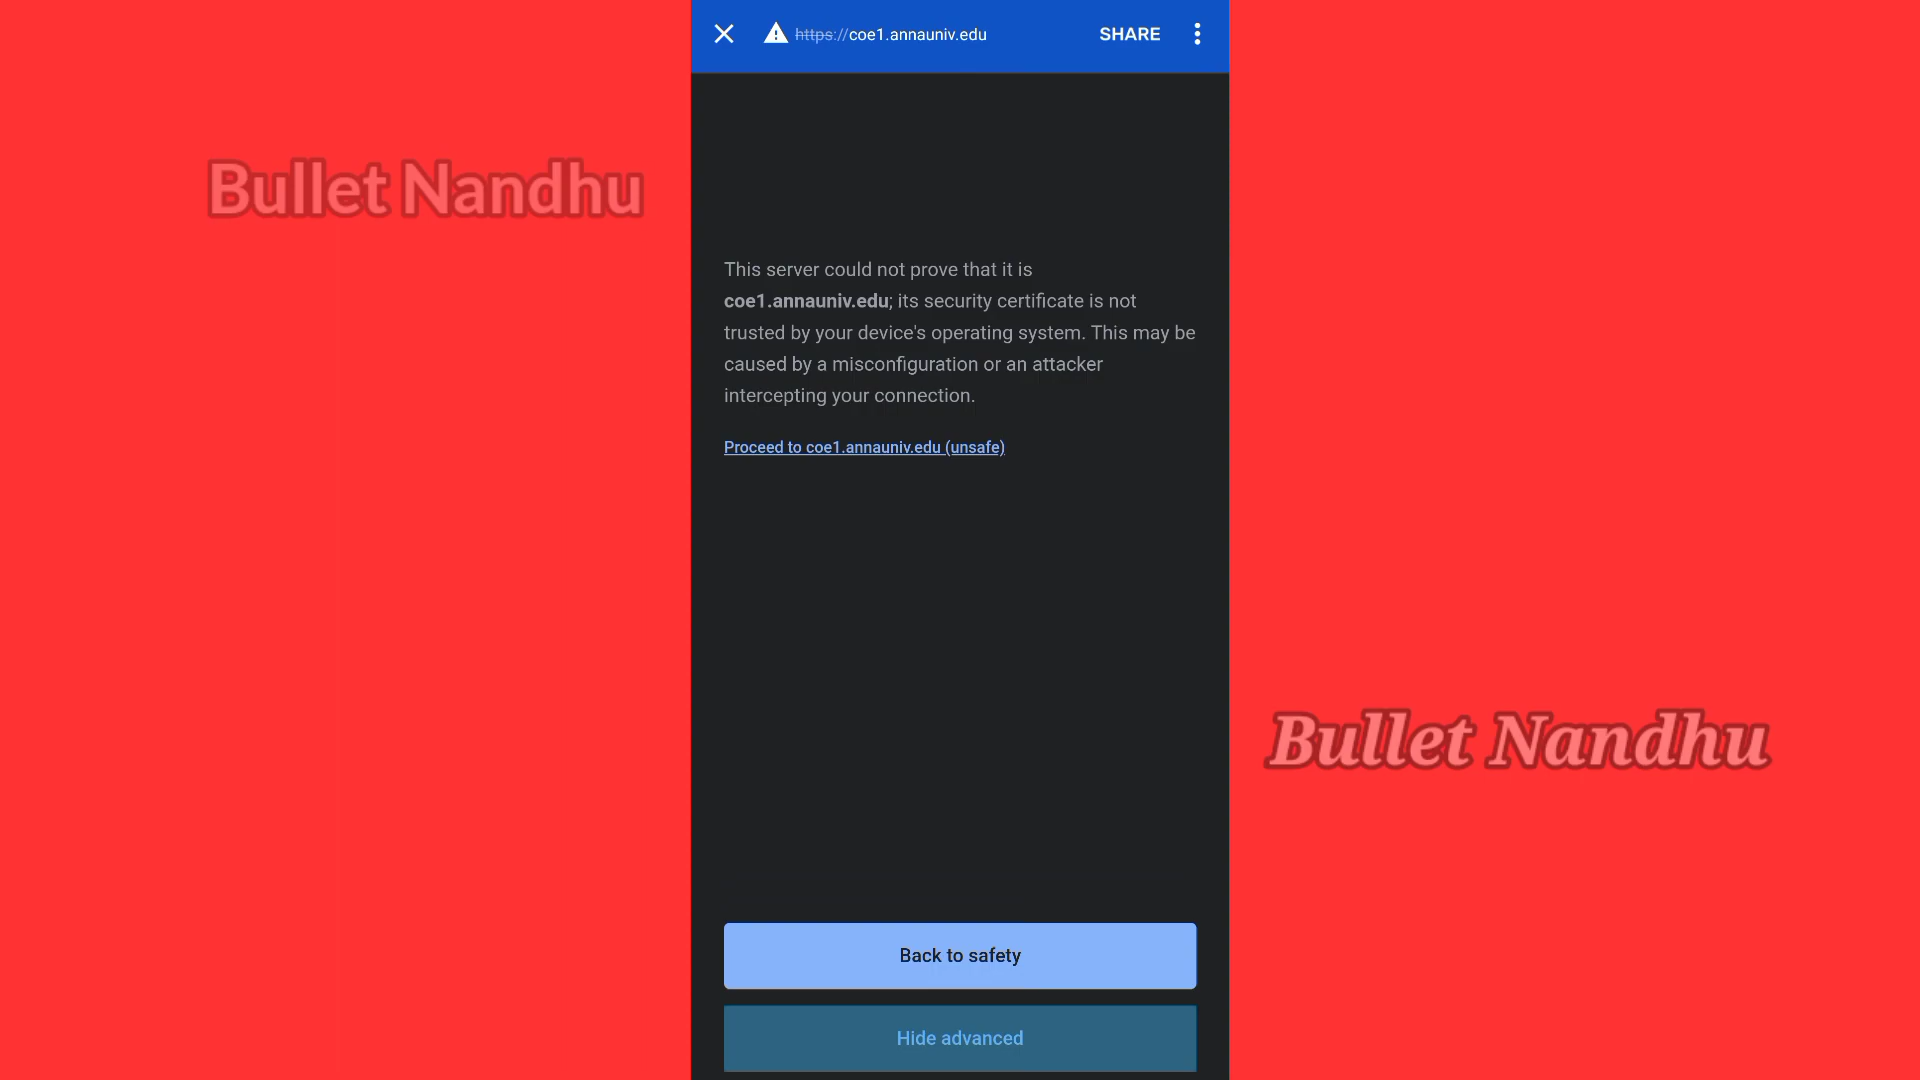 https://coe1.annauniv.edu
SHARE
Bullet Nandhu
This server could not prove that it is
coe1.annauniv.edu; its security certificate is not
trusted by your device's operating system. This may be
caused by a misconfiguration or an attacker
intercepting your connection.
Proceed to coe1.annauniv.edu (unsafe)
Bullet Nandhu
Back to safety
Hide advanced